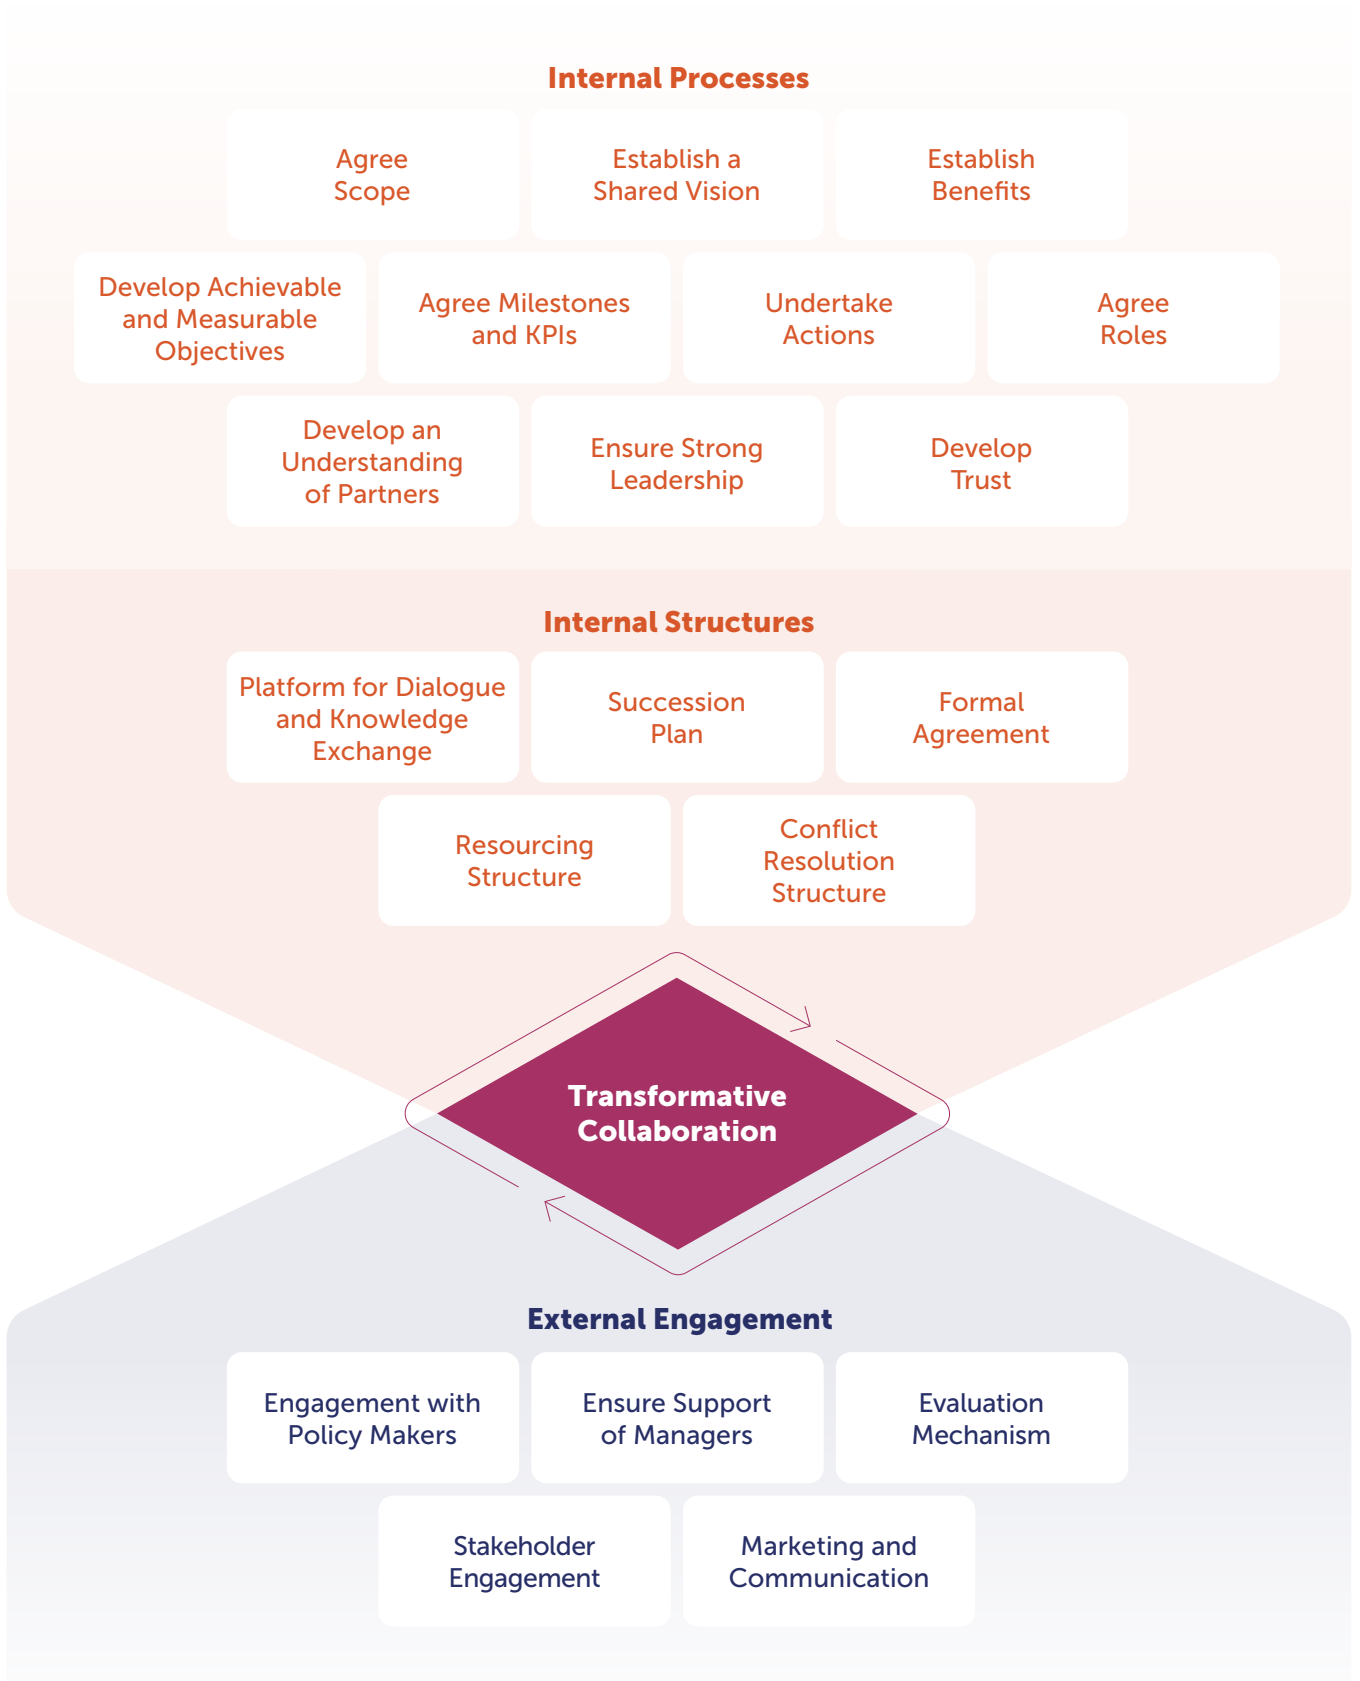 Internal Processes
Agree
Scope
Establish a
Shared Vision
Establish
Benefits
Develop Achievable
and Measurable
Objectives
Agree Milestones
and KPIs
Undertake
Actions
Agree
Roles
Develop an
Understanding
of Partners
Ensure Strong
Leadership
Develop
Trust
Internal Structures
Platform for Dialogue
and Knowledge
Exchange
Succession
Plan
Formal
Agreement
Resourcing
Structure
Conflict
Resolution
Structure
Transformative
Collaboration
External Engagement
Engagement with
Policy Makers
Ensure Support
of Managers
Evaluation
Mechanism
Stakeholder
Engagement
Marketing and
Communication